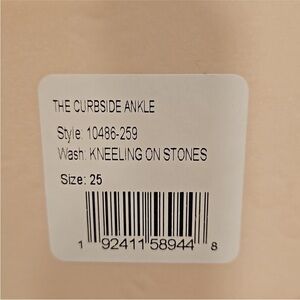 THE CURBSIDE ANKLE
Style: 10486-259
Wash: KNEELING ON STONES
Size: 25
1 92411 58944 8